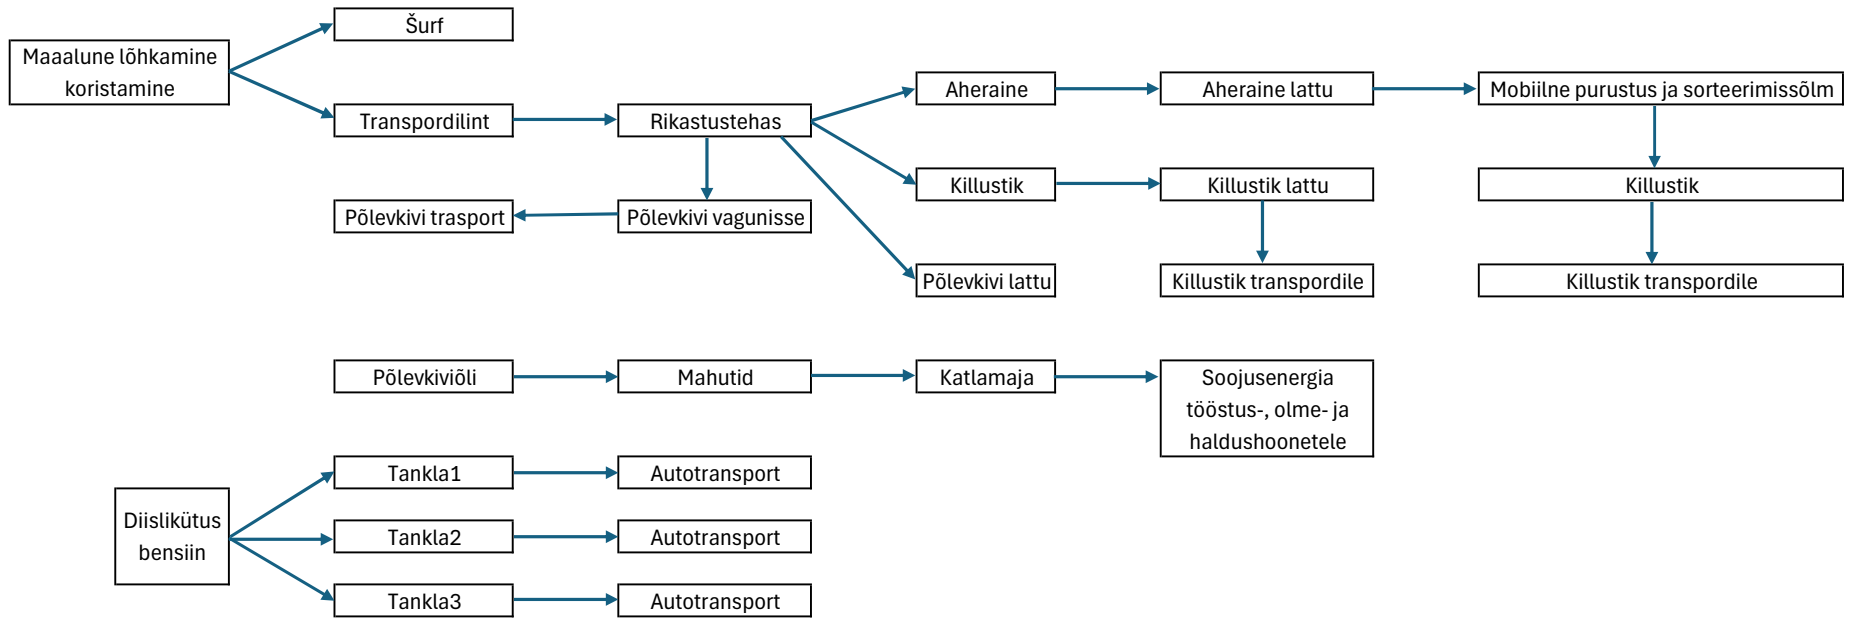 Šurf
Maaalune lõhkamine
koristamine
Aheraine
Aheraine lattu
Mobiilne purustus ja sorteerimissõlm
Transpordilint
Rikastustehas
Killustik
Killustik lattu
Killustik
Põlevkivi trasport
Põlevkivi vagunisse
Põlevkivi lattu
Killustik transpordile
Killustik transpordile
Põlevkiviõli
Mahutid
Katlamaja
Soojusenergia
tööstus-, olme- ja
haldushoonetele
Tankla1
Autotransport
Diislikütus
bensiin
Tankla2
Autotransport
Tankla3
Autotransport